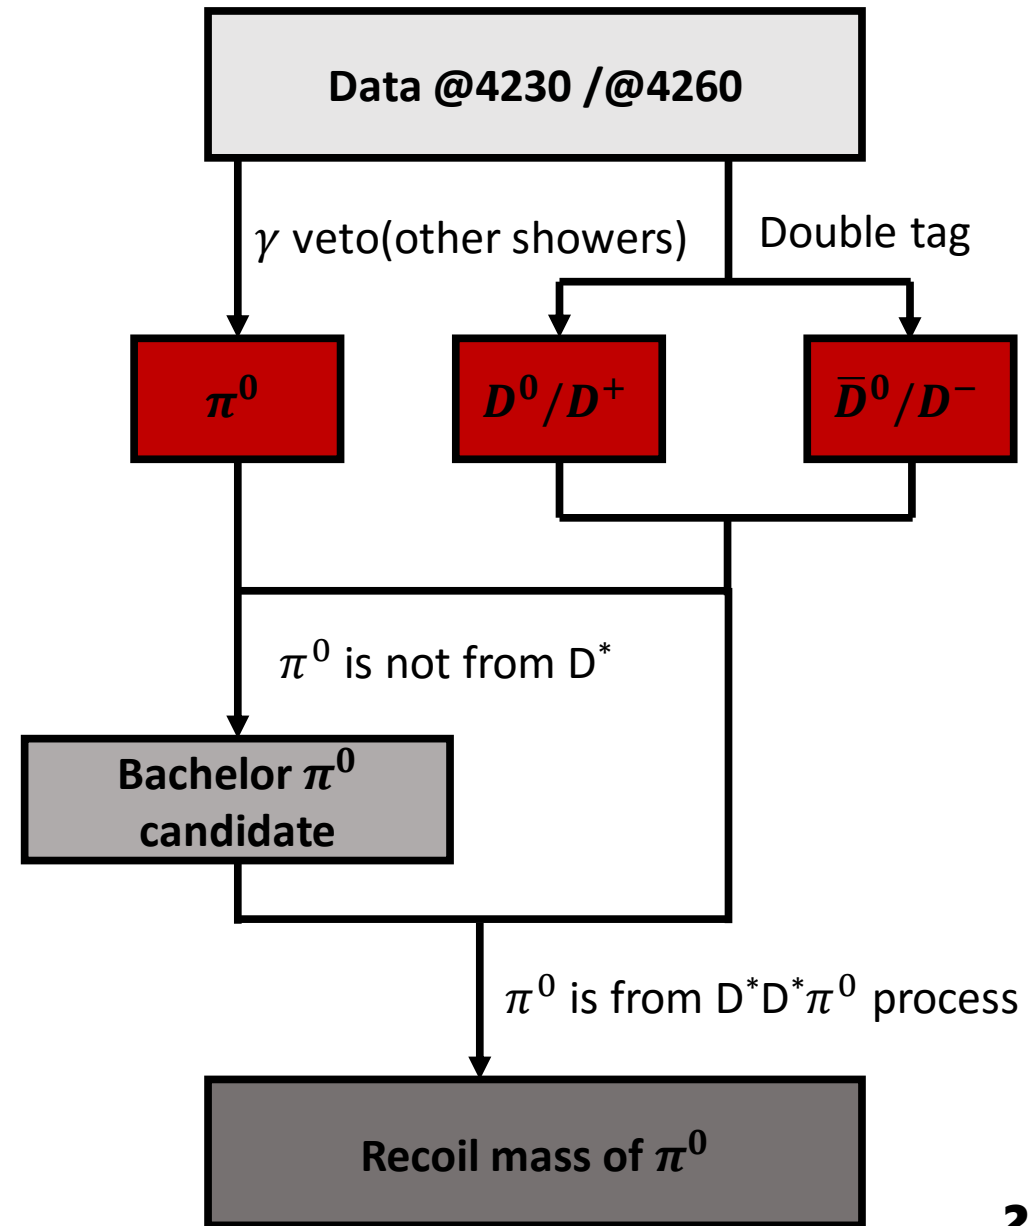 Data @4230 /@4260
γ veto(other showers)
Double tag
π⁰
D⁰/D⁺
D̅⁰/D⁻
π⁰ is not from D*
Bachelor π⁰
candidate
π⁰ is from D*D*π⁰ process
Recoil mass of π⁰